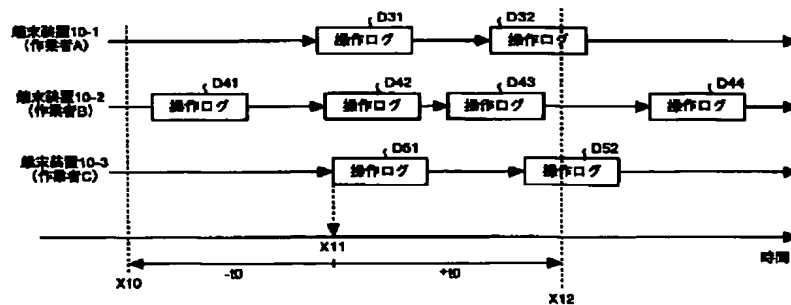 D31
D32
端末装置10-1
(作業者A)
操作ログ
操作ログ
D41
D42
D43
D44
端末装置10-2
(作業者B)
操作ログ
操作ログ
操作ログ
操作ログ
D51
D52
端末装置10-3
(作業者C)
操作ログ
操作ログ
X11
時間
-t0
+t0
X10
X12